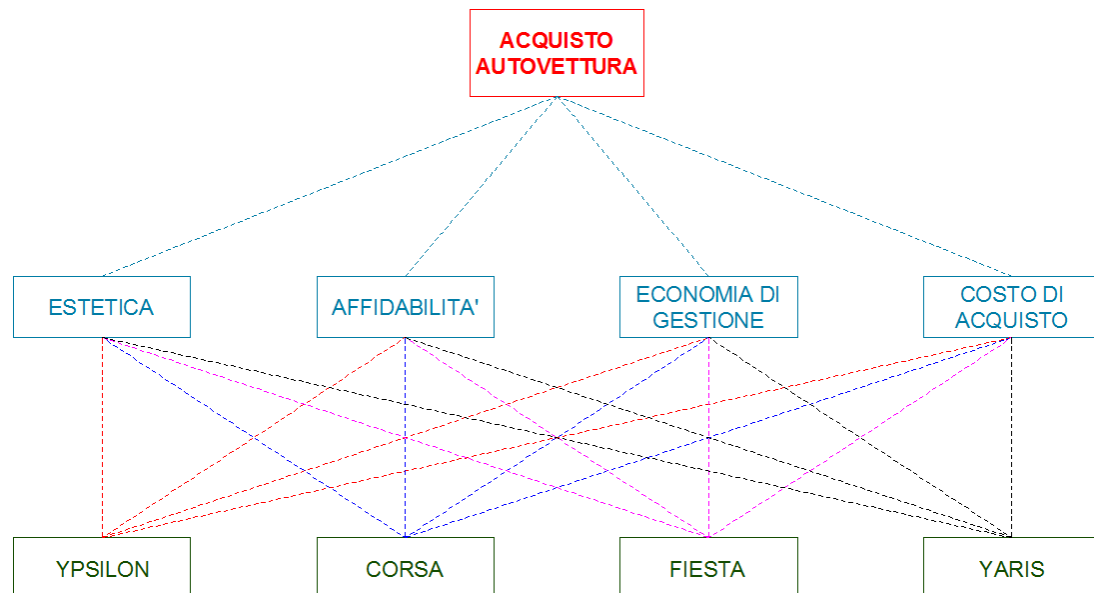 ACQUISTO
AUTOVETTURA
ESTETICA
AFFIDABILITA'
ECONOMIA DI
GESTIONE
COSTO DI
ACQUISTO
YPSILON
CORSA
FIESTA
YARIS